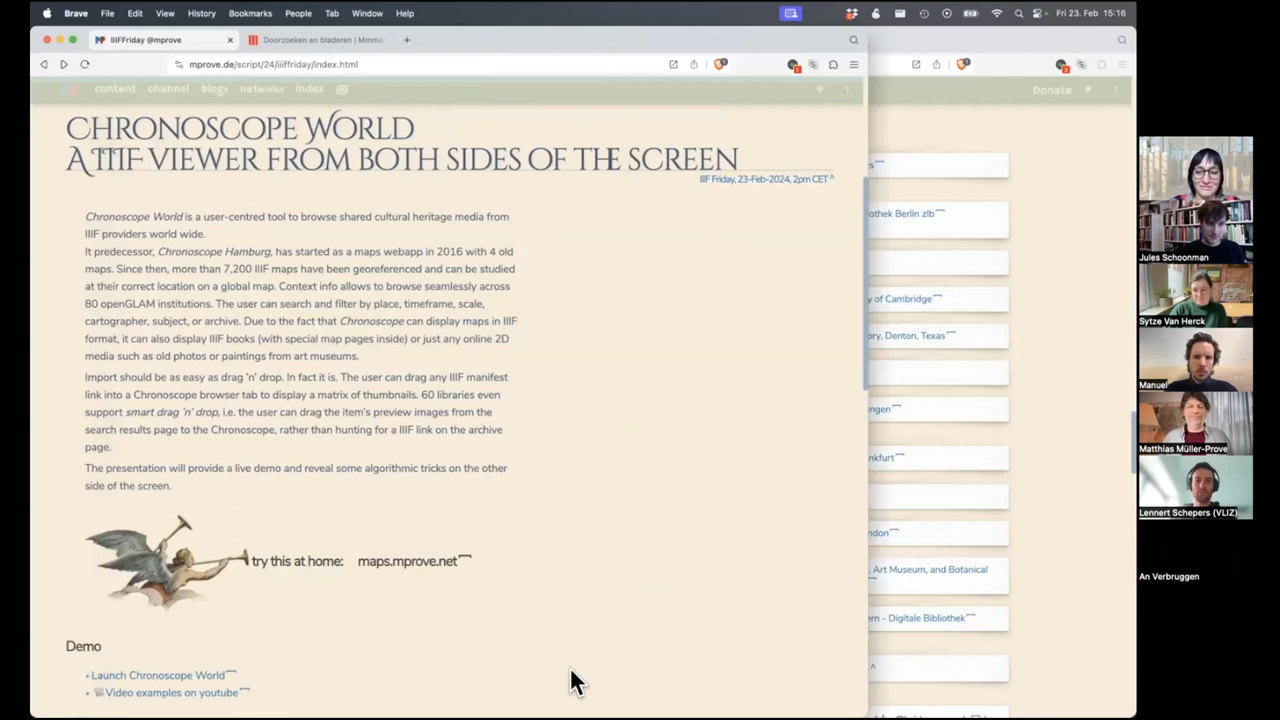 Brave File Edit View History Bookmarks People Tab Window Help
Fri 23. Feb 15:16
IIIFFriday @mprove
Doorzoeken en bladeren | Mmmo
mprove.de/script/24/iiiffriday/index.html
content channel blogs networks index @
Donate
CHRONOSCOPE WORLD
A IIIF VIEWER FROM BOTH SIDES OF THE SCREEN
IIIF Friday, 23-Feb-2024, 2pm CET ^
Chronoscope World is a user-centred tool to browse shared cultural heritage media from
IIIF providers world wide.
It predecessor, Chronoscope Hamburg, has started as a maps webapp in 2016 with 4 old
maps. Since then, more than 7,200 IIIF maps have been georeferenced and can be studied
at their correct location on a global map. Context info allows to browse seamlessly across
80 openGLAM institutions. The user can search and filter by place, timeframe, scale,
cartographer, subject, or archive. Due to the fact that Chronoscope can display maps in IIIF
format, it can also display IIIF books (with special map pages inside) or just any online 2D
media such as old photos or paintings from art museums.
Import should be as easy as drag 'n' drop. In fact it is. The user can drag any IIIF manifest
link into a Chronoscope browser tab to display a matrix of thumbnails. 60 libraries even
support smart drag 'n' drop, i.e. the user can drag the item's preview images from the
search results page to the Chronoscope, rather than hunting for a IIIF link on the archive
page.
The presentation will provide a live demo and reveal some algorithmic tricks on the other
side of the screen.
try this at home: maps.mprove.net
Demo
Launch Chronoscope World
Video examples on youtube
othek Berlin zlb
y of Cambridge
ory, Denton, Texas
ngen
nkfurt
ndon
, Art Museum, and Botanical
ern - Digitale Bibliothek
Jules Schoonman
Sytze Van Herck
Manuel
Matthias Müller-Prove
Lennert Schepers (VLIZ)
An Verbruggen